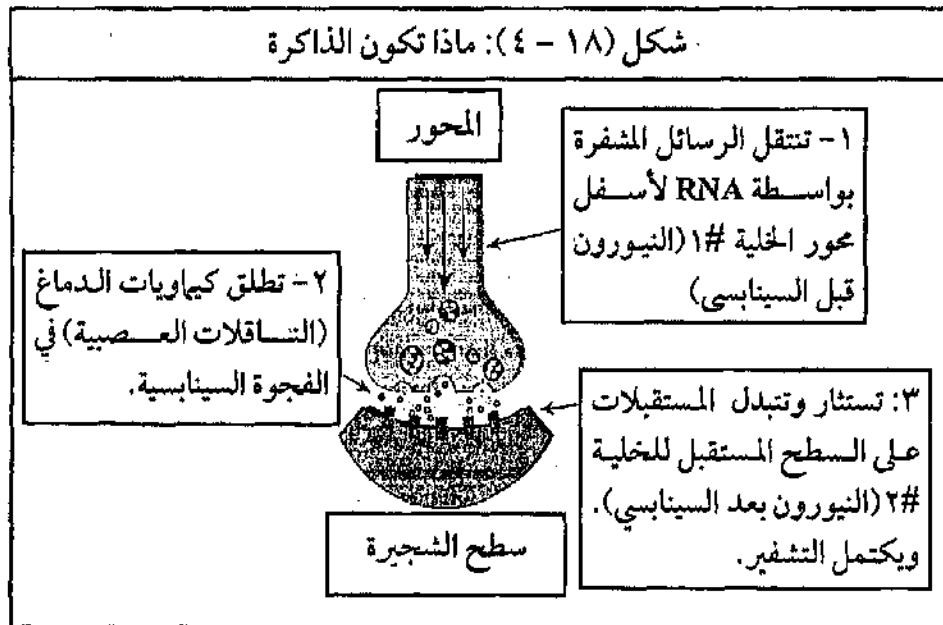 شكل (١٨ – ٤): ماذا تكون الذاكرة
المحور
١- تنتقل الرسائل المشفرة
بواسطة RNA لأسفل
محور الخلية #١ (النيورون
قبل السينابسى)
٢- تطلق كيماويات الدماغ
(التناقلات العصبية) في
الفجوة السينابسية.
٣: تستثار وتتبدل المستقبلات
على السطح المستقبل للخلية
#٢ (النيورون بعد السينابسي).
ويكتمل التشفير.
سطح الشجيرة